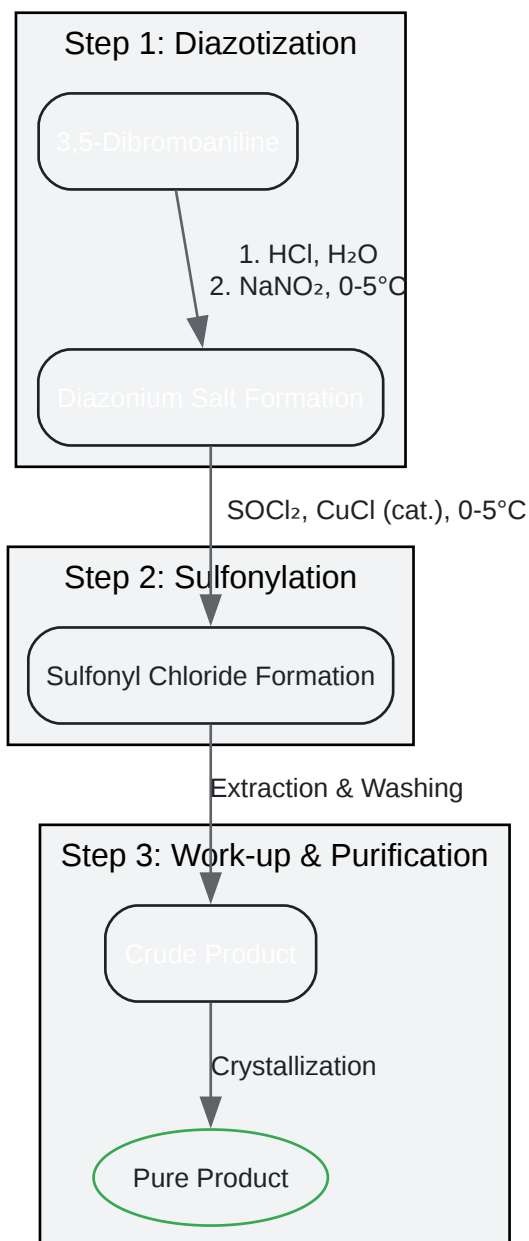 Step 1: Diazotization
3,5-Dibromoaniline
1. HCl, H₂O
2. NaNO₂, 0-5°C
Diazonium Salt Formation
SOCl₂, CuCl (cat.), 0-5°C
Step 2: Sulfonylation
Sulfonyl Chloride Formation
Extraction & Washing
Step 3: Work-up & Purification
Crude Product
Crystallization
Pure Product